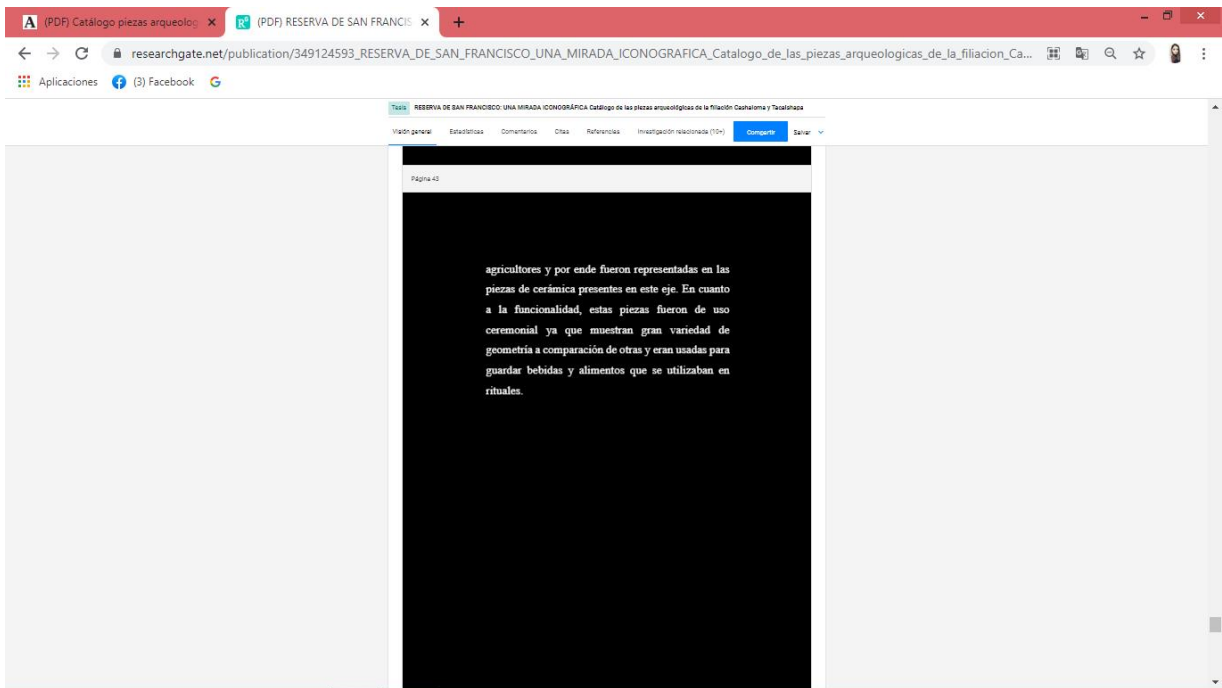 (PDF) Catálogo piezas arqueolog
(PDF) RESERVA DE SAN FRANCIS
researchgate.net/publication/349124593_RESERVA_DE_SAN_FRANCISCO_UNA_MIRADA_ICONOGRAFICA_Catalogo_de_las_piezas_arqueologicas_de_la_filiacion_Ca...
Aplicaciones (3) Facebook
Tesis RESERVA DE SAN FRANCISCO: UNA MIRADA ICONOGRÁFICA Catálogo de las piezas arqueológicas de la filiación Cashaloma y Tacalshapa
Visión general Estadísticas Comentarios Citas Referencias Investigación relacionada (10+) Compartir Salvar
Página 43
agricultores y por ende fueron representadas en las
piezas de cerámica presentes en este eje. En cuanto
a la funcionalidad, estas piezas fueron de uso
ceremonial ya que muestran gran variedad de
geometría a comparación de otras y eran usadas para
guardar bebidas y alimentos que se utilizaban en
rituales.